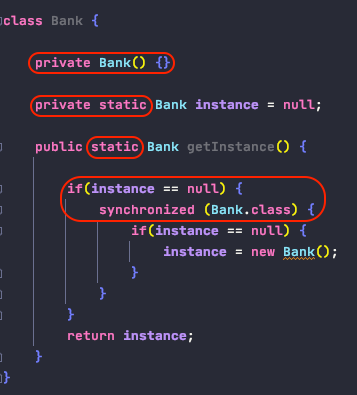 class Bank {
private Bank() {}
private static Bank instance = null;
public static Bank getInstance() {
if(instance == null) {
synchronized (Bank.class) {
if(instance == null) {
instance = new Bank();
}
}
}
return instance;
}
}